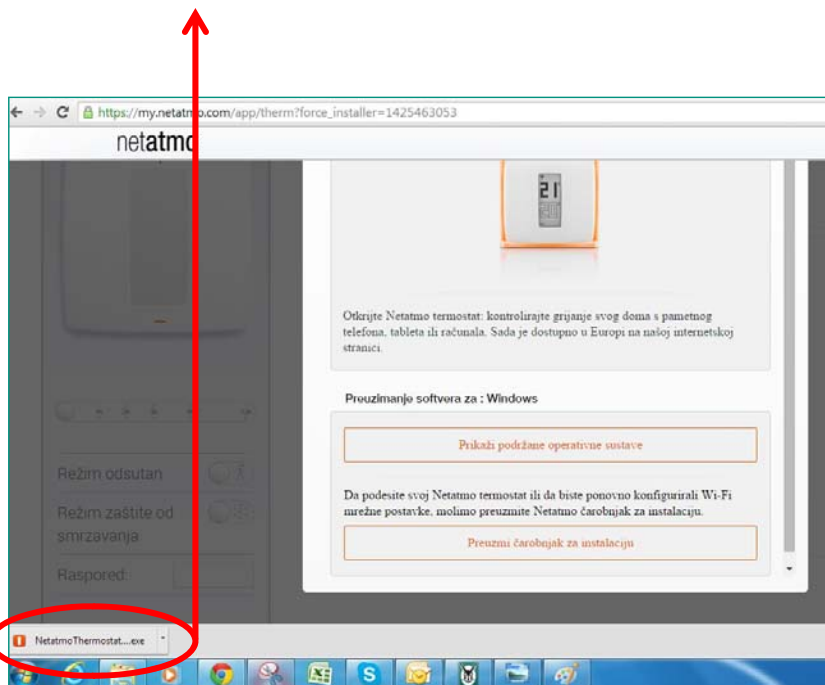 https://my.netatmo.com/app/therm?force_installer=1425463053
netatmo
21
Otkrijte Netatmo termostat: kontrolirajte grijanje svog doma s pametnog
telefona, tableta ili računala. Sada je dostupno u Europi na našoj internetskoj
stranici.
Preuzimanje softvera za : Windows
Prikaži podržane operativne sustave
Režim odsutan
Da podesite svoj Netatmo termostat ili da biste ponovno konfigurirali Wi-Fi
mrežne postavke, molimo preuzmite Netatmo čarobnjak za instalaciju.
Režim zaštite od
smrzavanja
Preuzmi čarobnjak za instalaciju
Raspored:
NetatmoThermostat....exe